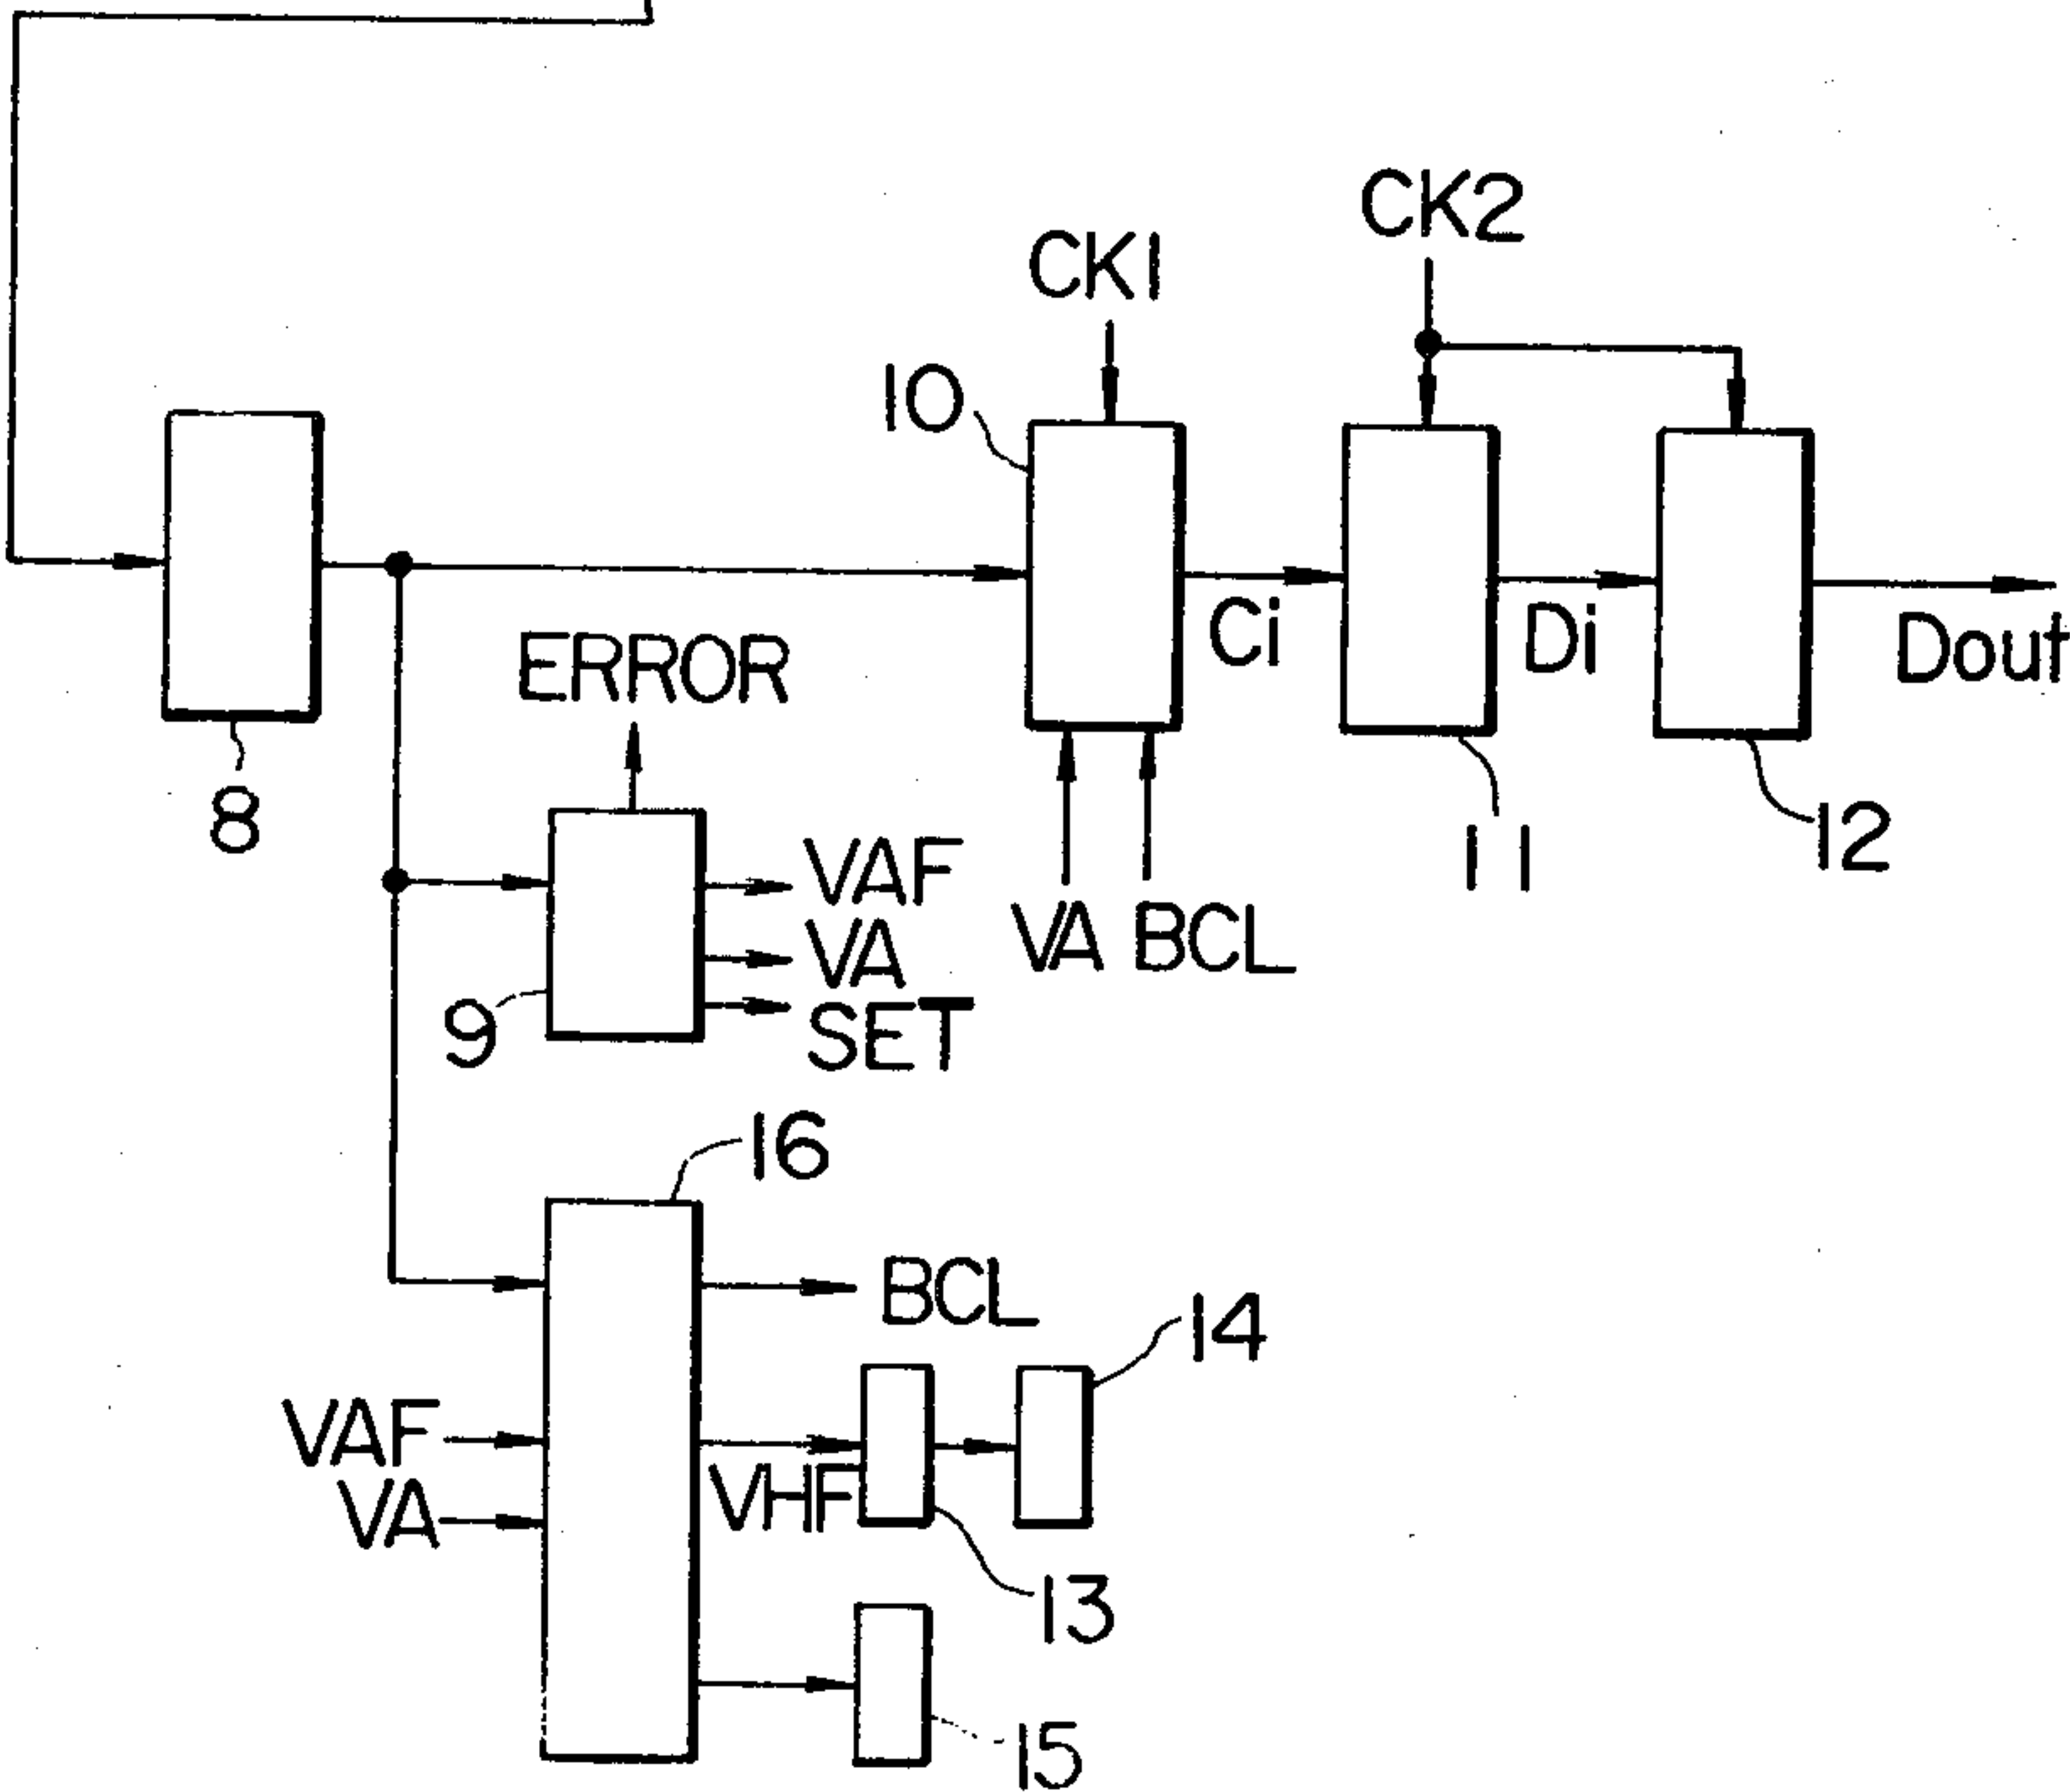 CK2
CK1
10
Ci
Di
Dout
ERROR
8
VAF
12
11
VA
VA BCL
9
SET
16
BCL
14
VAF
VHF
VA
13
15